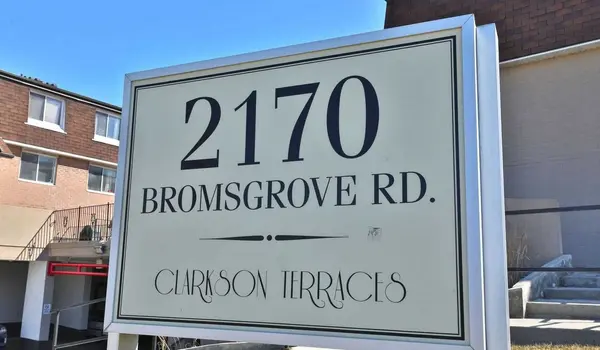 2170
BROMSGROVE RD.
CLARKSON TERRACES